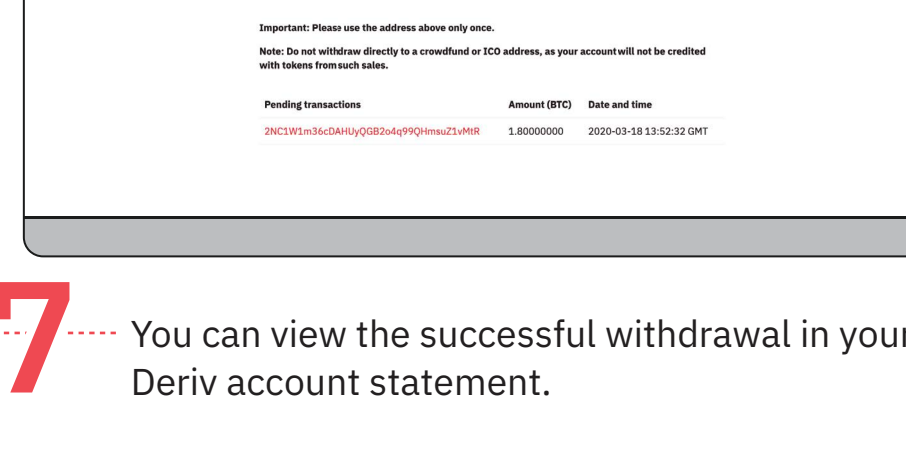 Important: Please use the address above only once.
Note: Do not withdraw directly to a crowdfund or ICO address, as your account will not be credited
with tokens from such sales.
Pending transactions Amount (BTC) Date and time
2NC1W1m36cDAHUyQGB2o4q99QHmsuZ1vMtR 1.80000000 2020-03-18 13:52:32 GMT
7
You can view the successful withdrawal in your
Deriv account statement.